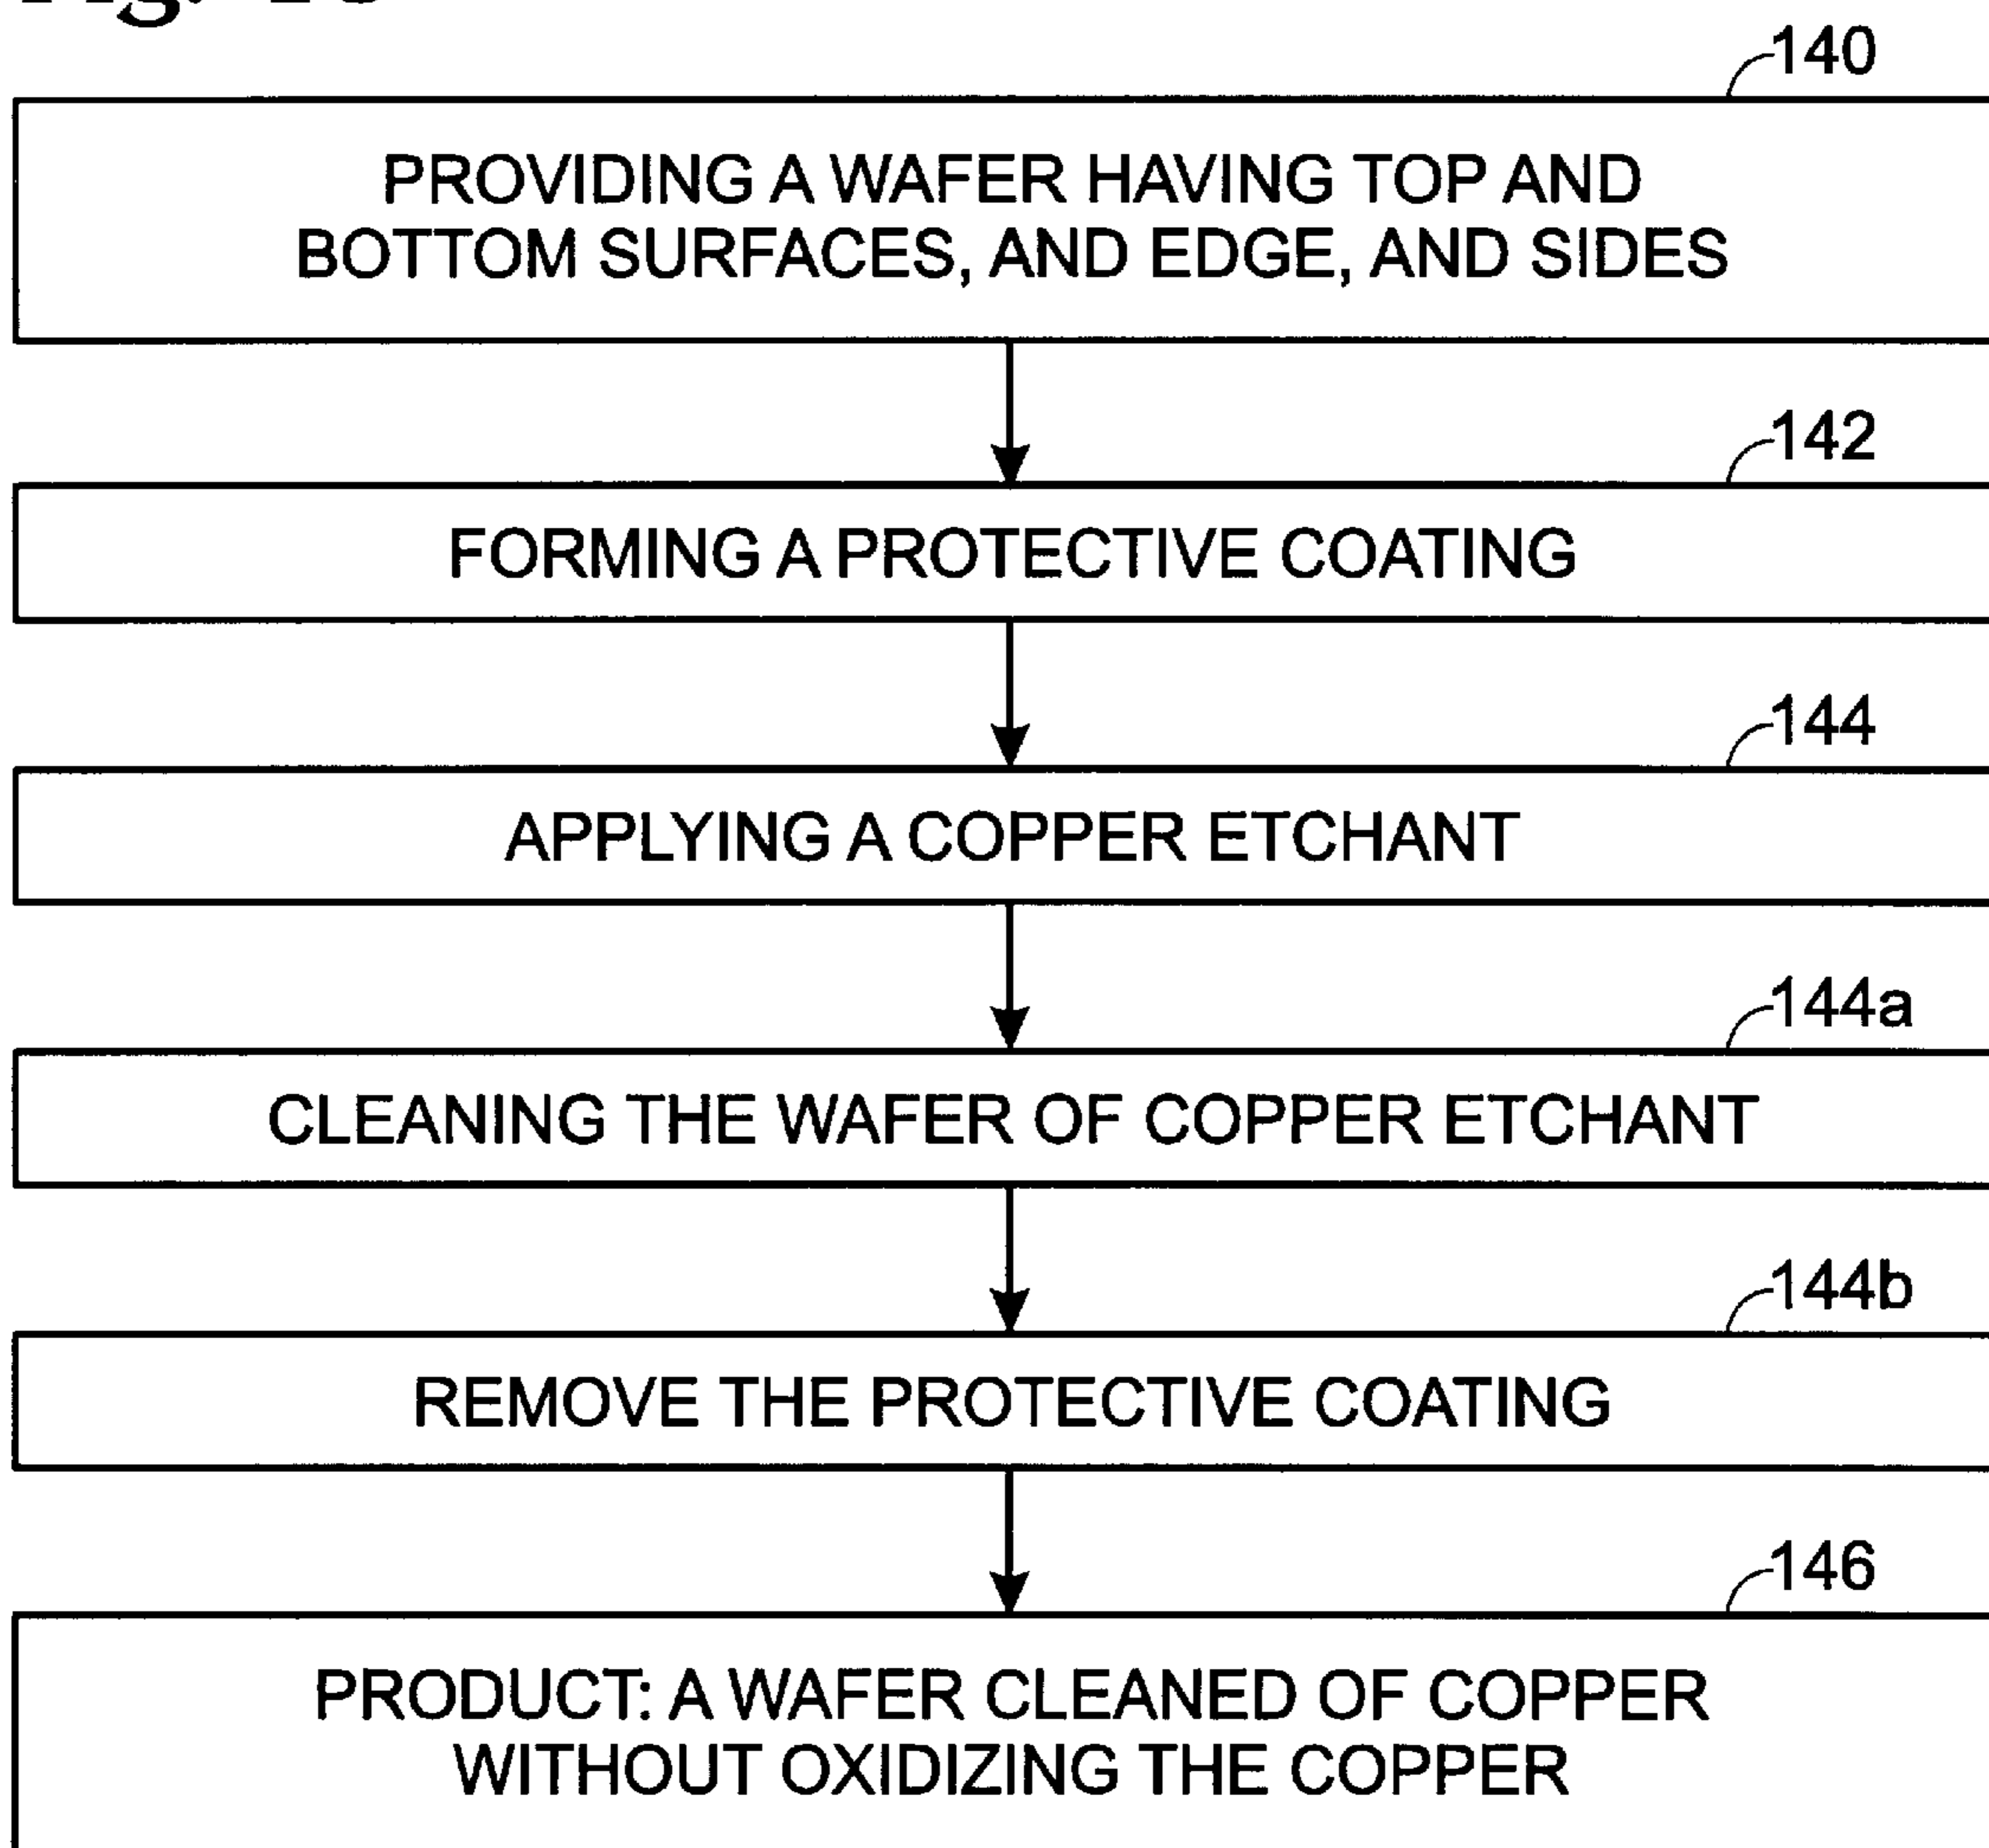 140
PROVIDING A WAFER HAVING TOP AND
BOTTOM SURFACES, AND EDGE, AND SIDES
142
FORMING A PROTECTIVE COATING
144
APPLYING A COPPER ETCHANT
144a
CLEANING THE WAFER OF COPPER ETCHANT
144b
REMOVE THE PROTECTIVE COATING
146
PRODUCT: A WAFER CLEANED OF COPPER
WITHOUT OXIDIZING THE COPPER